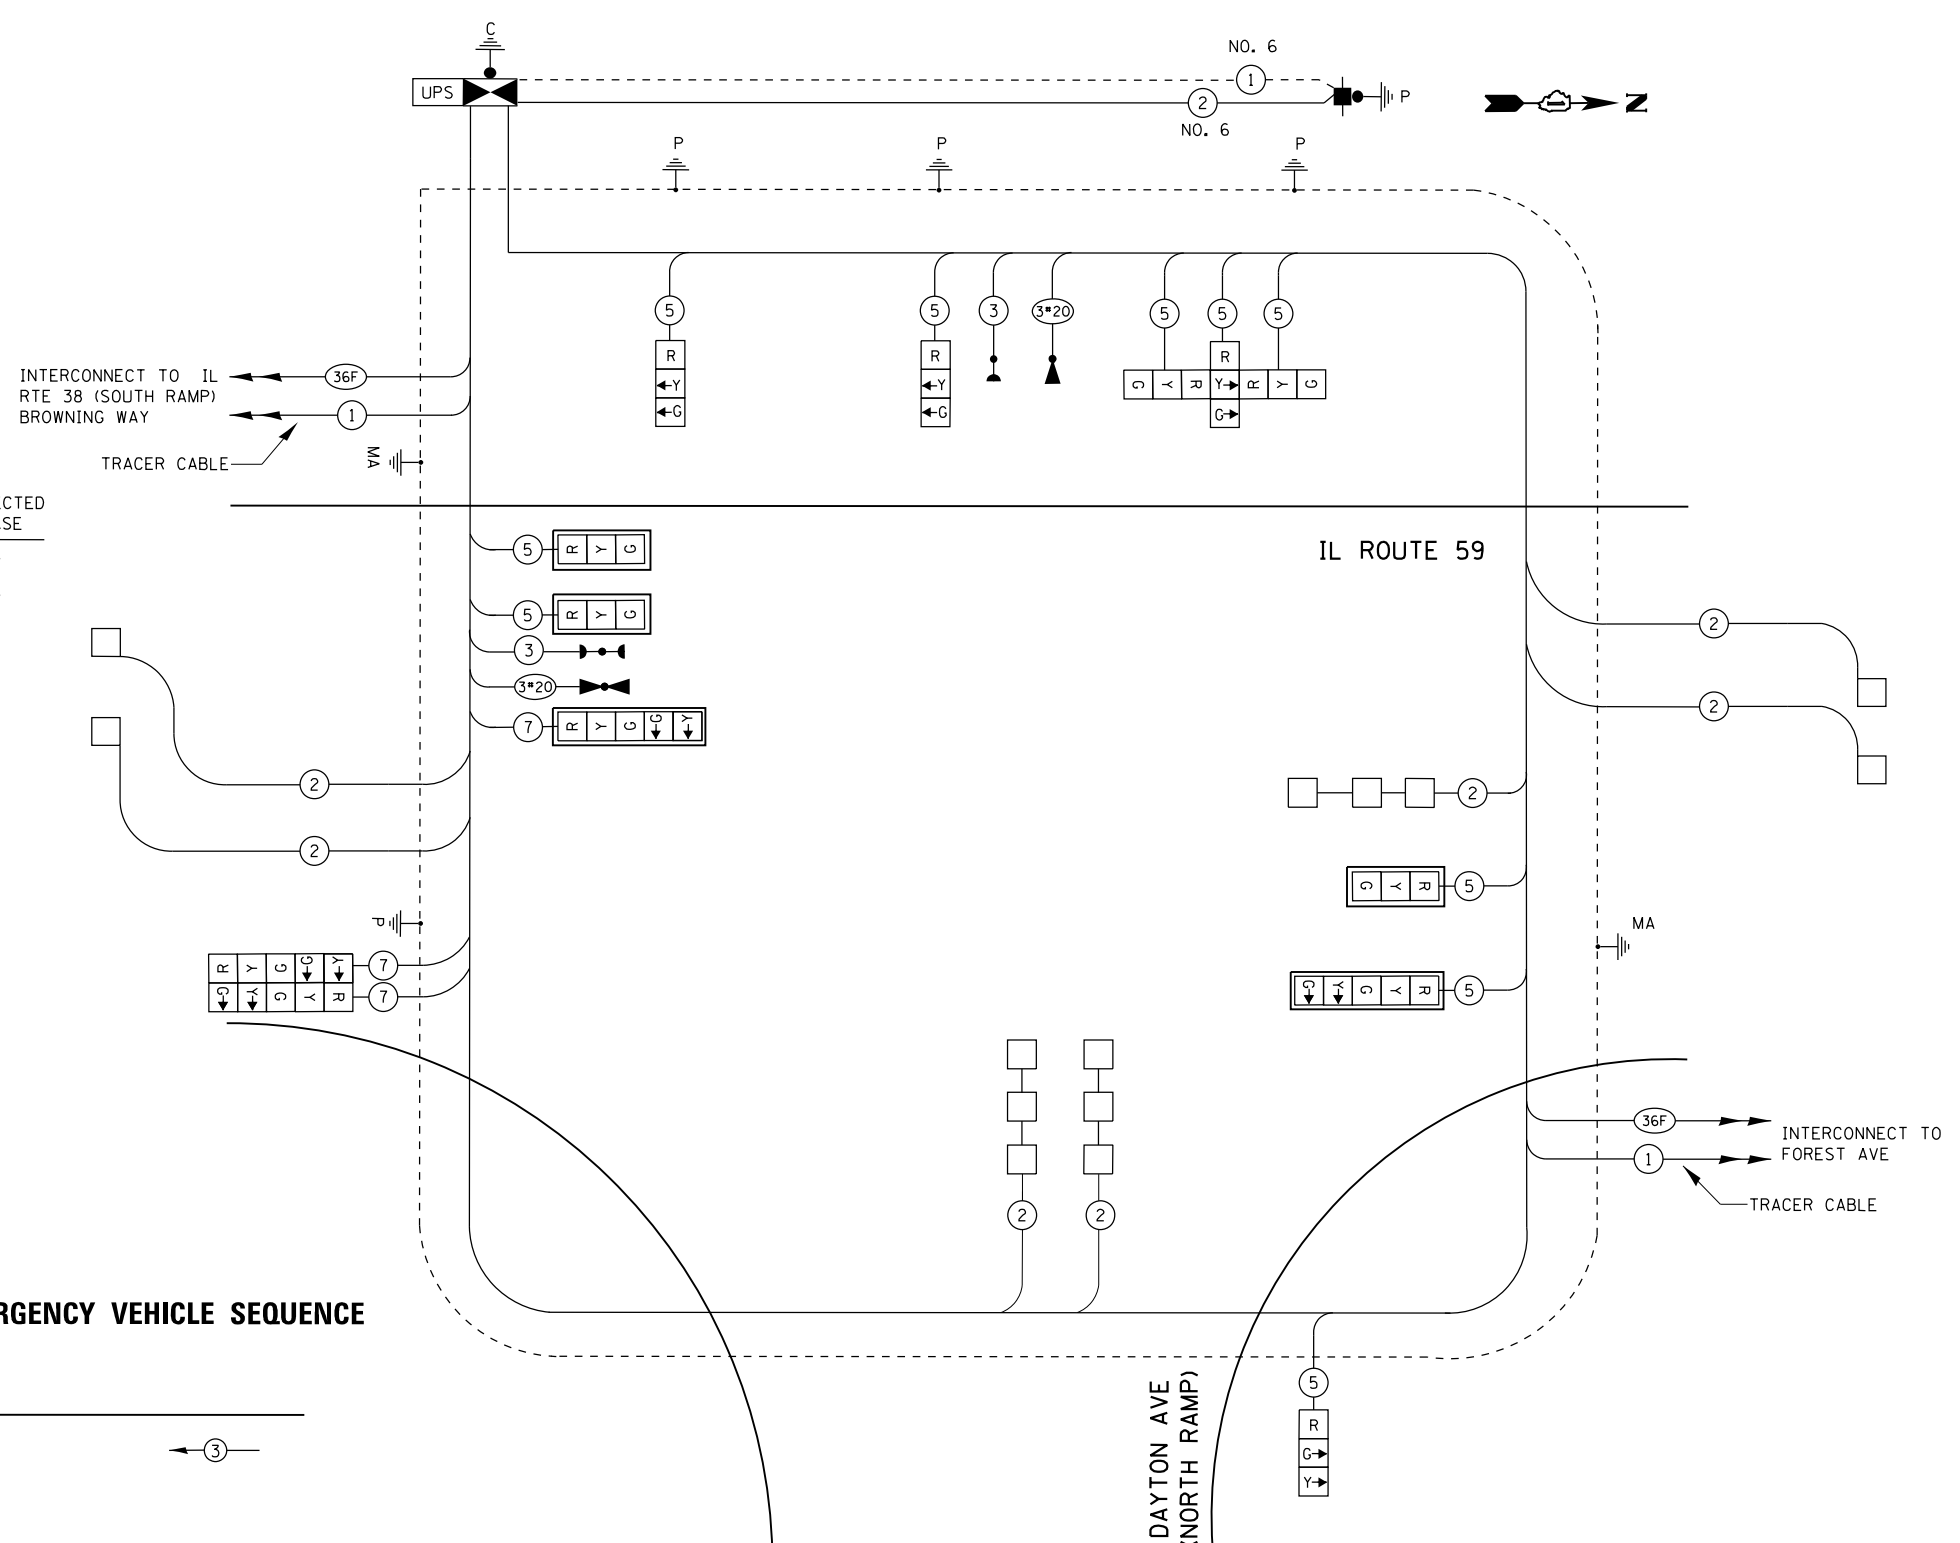 C
NO. 6
1
UPS
2
P
N
NO. 6
P
P
P
5
5
3
3#20
5
5
5
R
←Y
←G
R
←Y
←G
G Y R
R
Y→
G→
R Y G
INTERCONNECT TO IL
RTE 38 (SOUTH RAMP)
BROWNING WAY
36F
1
TRACER CABLE
MA
CTED
SE
IL ROUTE 59
5
R Y G
5
R Y G
3
3#20
7
R Y G ←G ←Y
2
2
2
2
2
5
G Y R
P
MA
7
R Y G ←G ←Y
7
G→ Y→ G Y R
5
G→ Y→ G Y R
36F
1
INTERCONNECT TO
FOREST AVE
TRACER CABLE
2
2
RGENCY VEHICLE SEQUENCE
5
R
G→
Y→
DAYTON AVE
(NORTH RAMP)
3